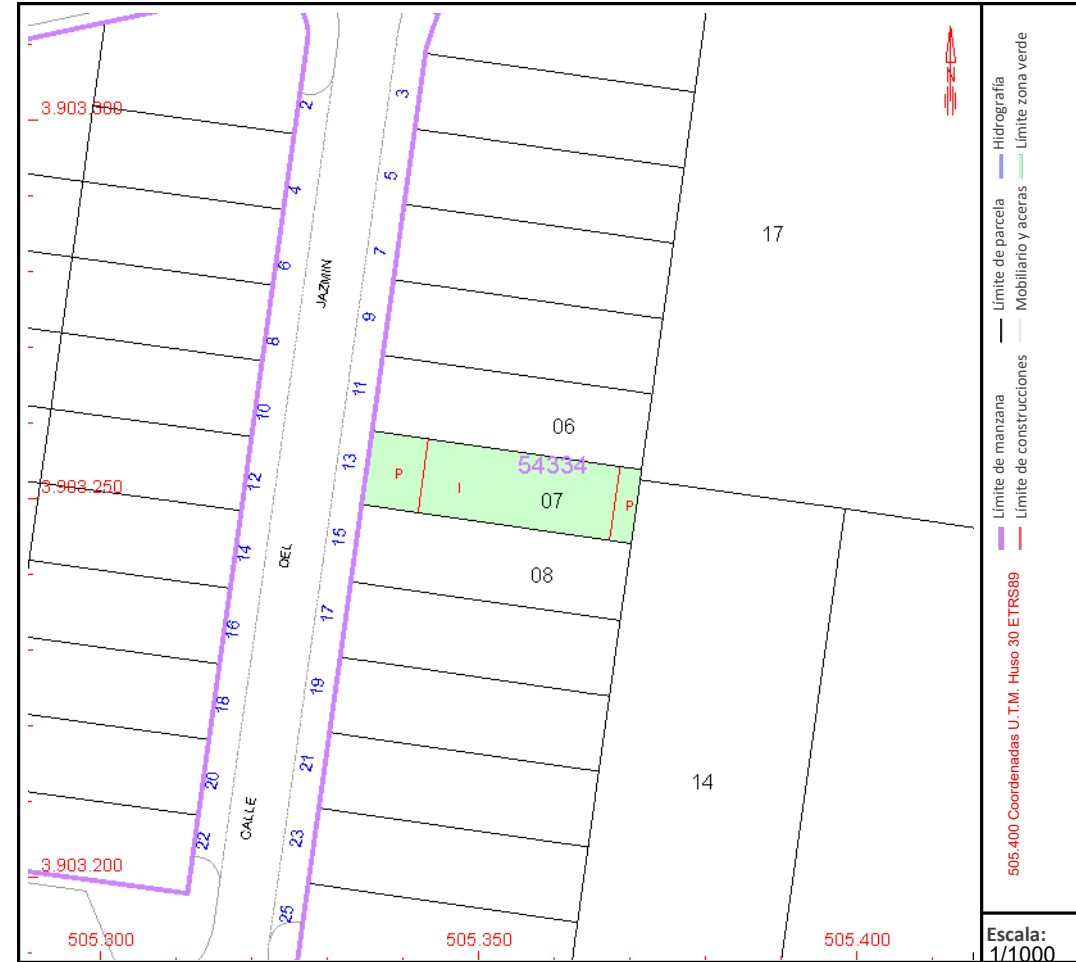 3.903.300
3.903.250
3.903.200
505.300
505.350
505.400
2
4
6
8
10
12
14
16
18
20
22
3
5
7
9
11
13
15
17
19
21
23
25
JAZMIN
DEL
CALLE
17
06
54334
P
I
07
P
08
14
N
Límite de manzana
Límite de parcela
Hidrografía
Límite de construcciones
Mobiliario y aceras
Límite zona verde
505.400 Coordenadas U.T.M. Huso 30 ETRS89
Escala:
1/1000